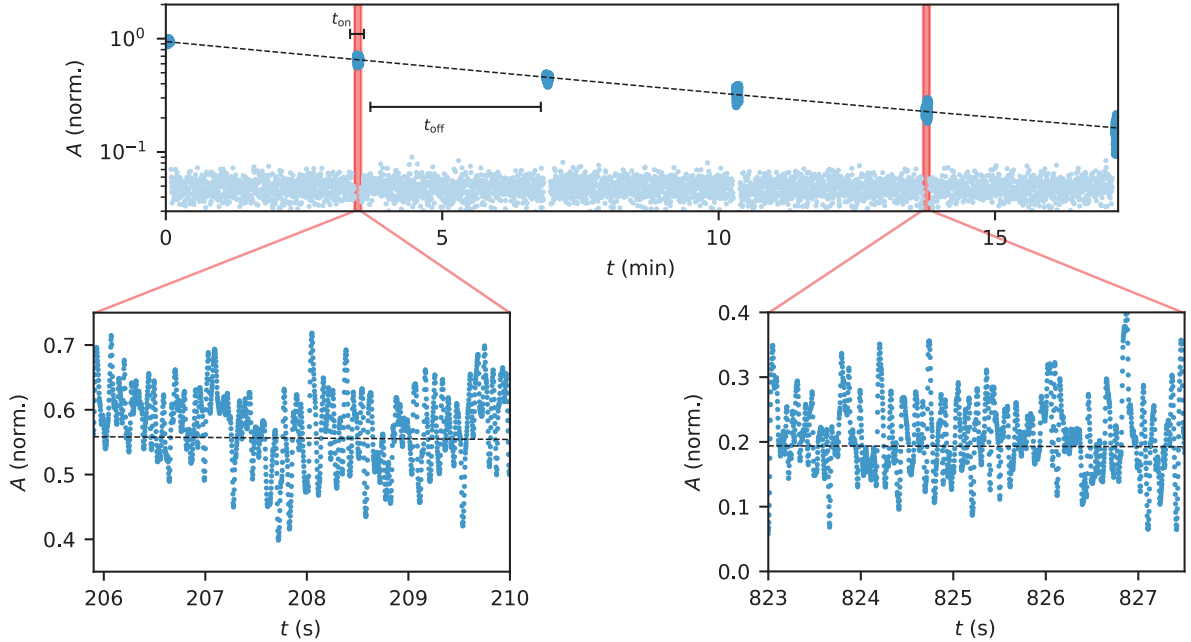 A (norm.)
10⁰
10⁻¹
t_on
t_off
0 5 10 15
t (min)
A (norm.)
0.7
0.6
0.5
0.4
206 207 208 209 210
t (s)
A (norm.)
0.4
0.3
0.2
0.1
0.0
823 824 825 826 827
t (s)